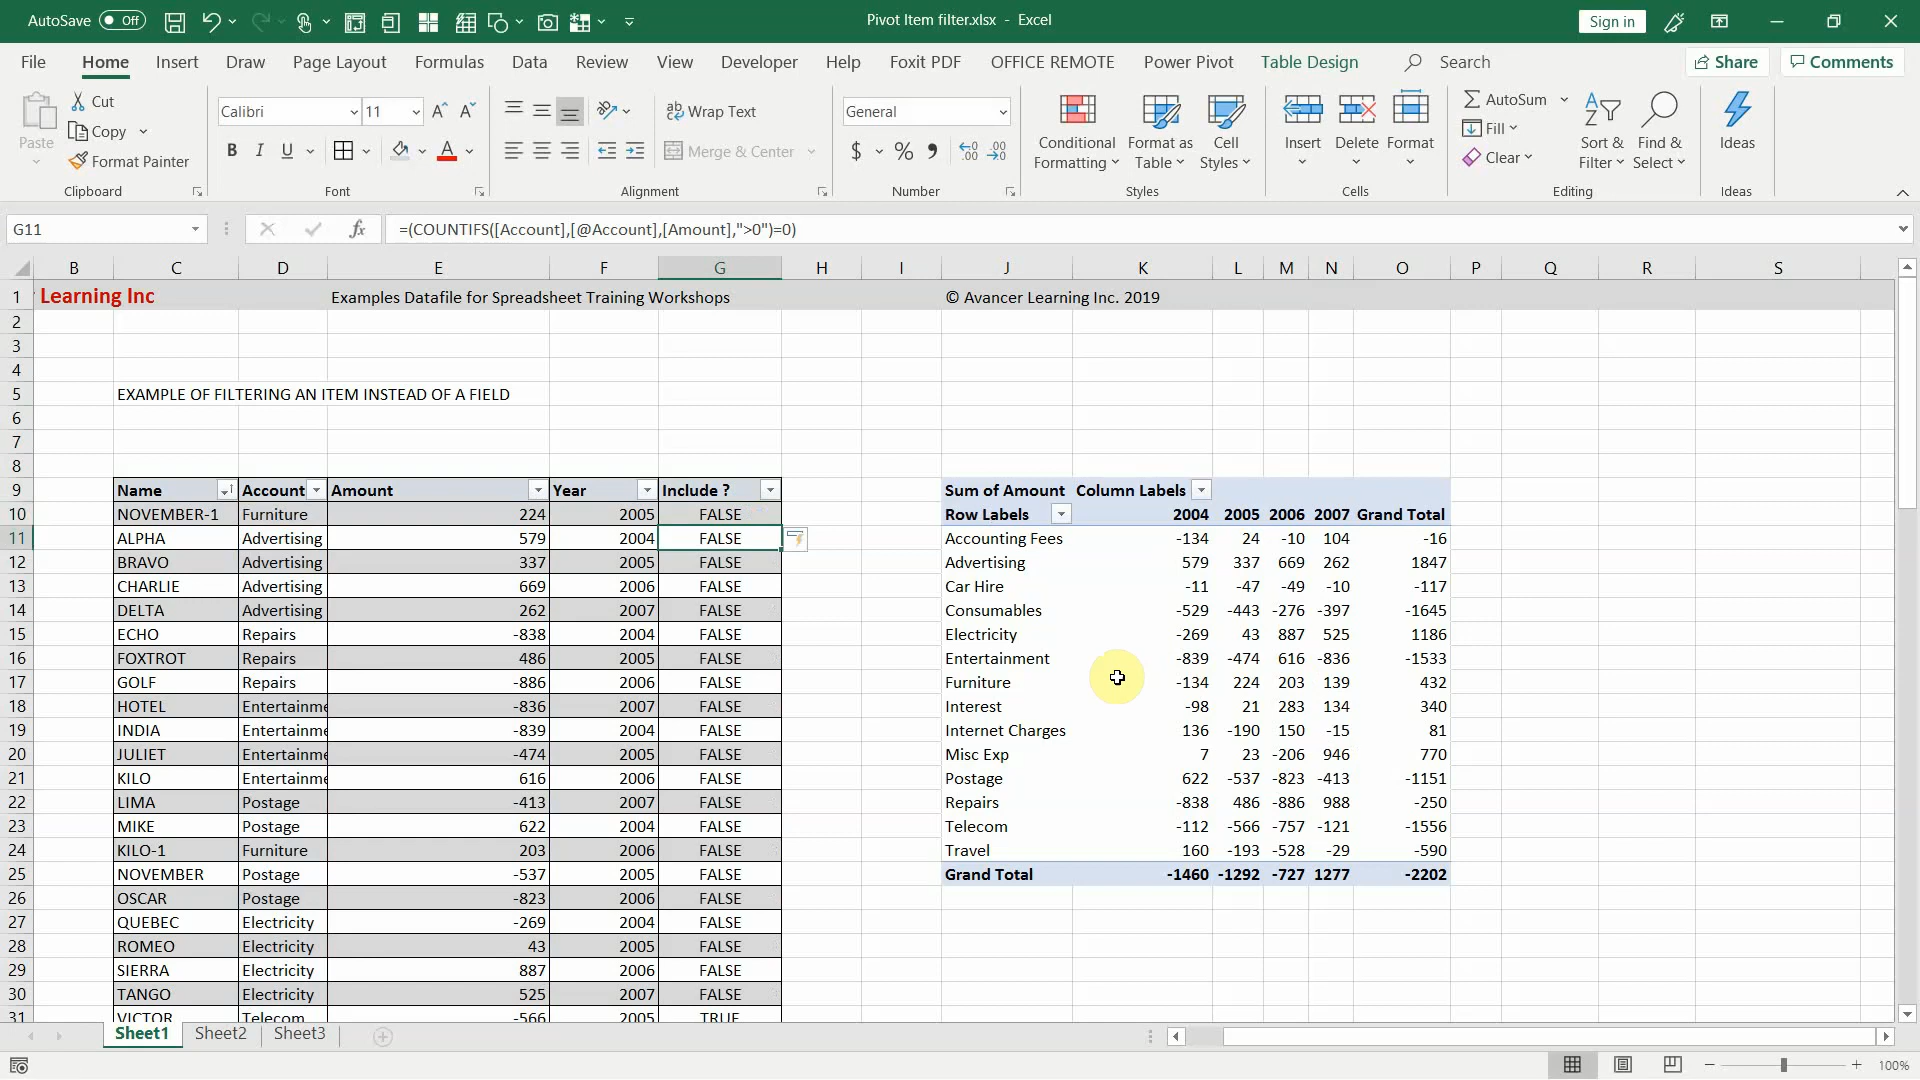 AutoSave Off Pivot Item filter.xlsx - Excel Sign in
File Home Insert Draw Page Layout Formulas Data Review View Developer Help Foxit PDF OFFICE REMOTE Power Pivot Table Design Search Share Comments
Paste Cut Copy Format Painter
Clipboard
Calibri 11
B I U A
Font
Wrap Text
Merge & Center
Alignment
General
$ % 9
Number
Conditional Formatting
Format as Table
Cell Styles
Styles
Insert Delete Format
Cells
AutoSum
Fill
Clear
Sort & Filter
Find & Select
Editing
Ideas
Ideas
G11 fx =(COUNTIFS([Account],[@Account],[Amount],">0")=0)
B C D E F G H I J K L M N O P Q R S
1 Learning Inc Examples Datafile for Spreadsheet Training Workshops © Avancer Learning Inc. 2019
2
3
4
5 EXAMPLE OF FILTERING AN ITEM INSTEAD OF A FIELD
6
7
8
9 Name Account Amount Year Include ? Sum of Amount Column Labels
10 NOVEMBER-1 Furniture 224 2005 FALSE Row Labels 2004 2005 2006 2007 Grand Total
11 ALPHA Advertising 579 2004 FALSE Accounting Fees -134 24 -10 104 -16
12 BRAVO Advertising 337 2005 FALSE Advertising 579 337 669 262 1847
13 CHARLIE Advertising 669 2006 FALSE Car Hire -11 -47 -49 -10 -117
14 DELTA Advertising 262 2007 FALSE Consumables -529 -443 -276 -397 -1645
15 ECHO Repairs -838 2004 FALSE Electricity -269 43 887 525 1186
16 FOXTROT Repairs 486 2005 FALSE Entertainment -839 -474 616 -836 -1533
17 GOLF Repairs -886 2006 FALSE Furniture -134 224 203 139 432
18 HOTEL Entertainme -836 2007 FALSE Interest -98 21 283 134 340
19 INDIA Entertainme -839 2004 FALSE Internet Charges 136 -190 150 -15 81
20 JULIET Entertainme -474 2005 FALSE Misc Exp 7 23 -206 946 770
21 KILO Entertainme 616 2006 FALSE Postage 622 -537 -823 -413 -1151
22 LIMA Postage -413 2007 FALSE Repairs -838 486 -886 988 -250
23 MIKE Postage 622 2004 FALSE Telecom -112 -566 -757 -121 -1556
24 KILO-1 Furniture 203 2006 FALSE Travel 160 -193 -528 -29 -590
25 NOVEMBER Postage -537 2005 FALSE Grand Total -1460 -1292 -727 1277 -2202
26 OSCAR Postage -823 2006 FALSE
27 QUEBEC Electricity -269 2004 FALSE
28 ROMEO Electricity 43 2005 FALSE
29 SIERRA Electricity 887 2006 FALSE
30 TANGO Electricity 525 2007 FALSE
31 VICTOR Telecom -566 2005 TRUE
Sheet1 Sheet2 Sheet3
100%